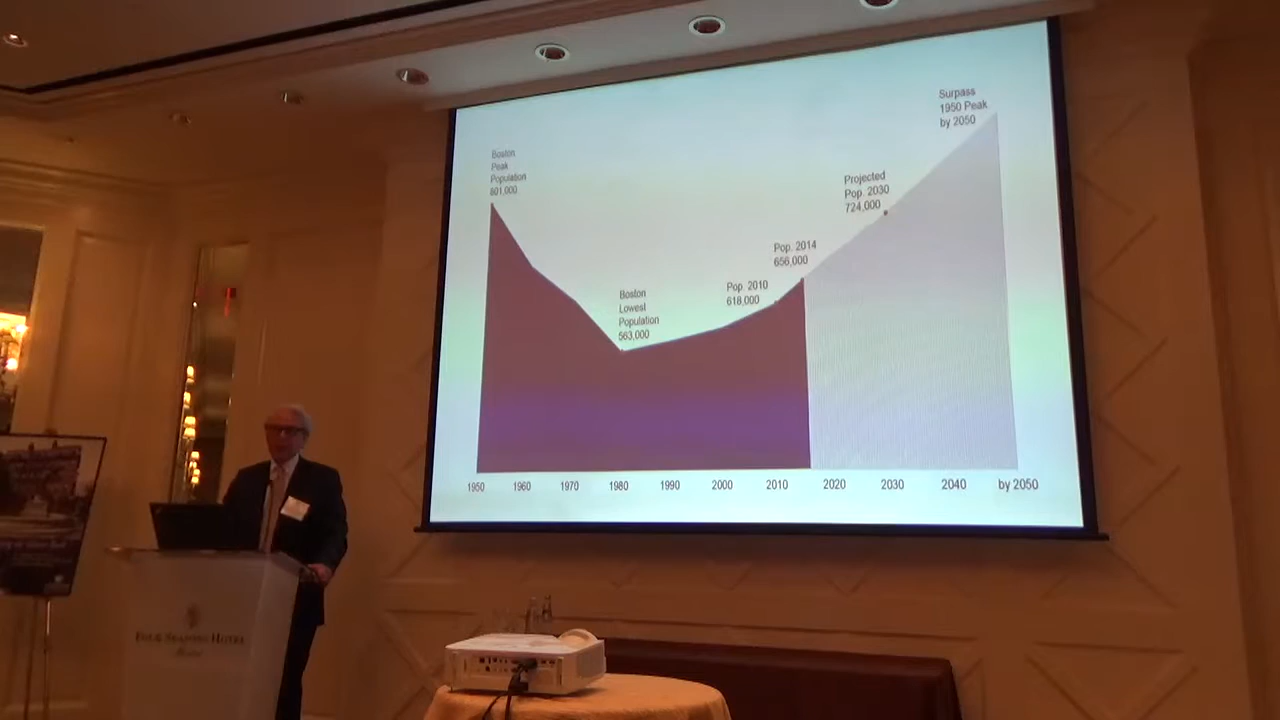 Surpass
1950 Peak
by 2050
Boston
Peak
Population
801,000
Projected
Pop. 2030
724,000
Pop. 2014
656,000
Pop. 2010
618,000
Boston
Lowest
Population
563,000
1950 1960 1970 1980 1990 2000 2010 2020 2030 2040 by 2050
FOUR SEASONS HOTEL